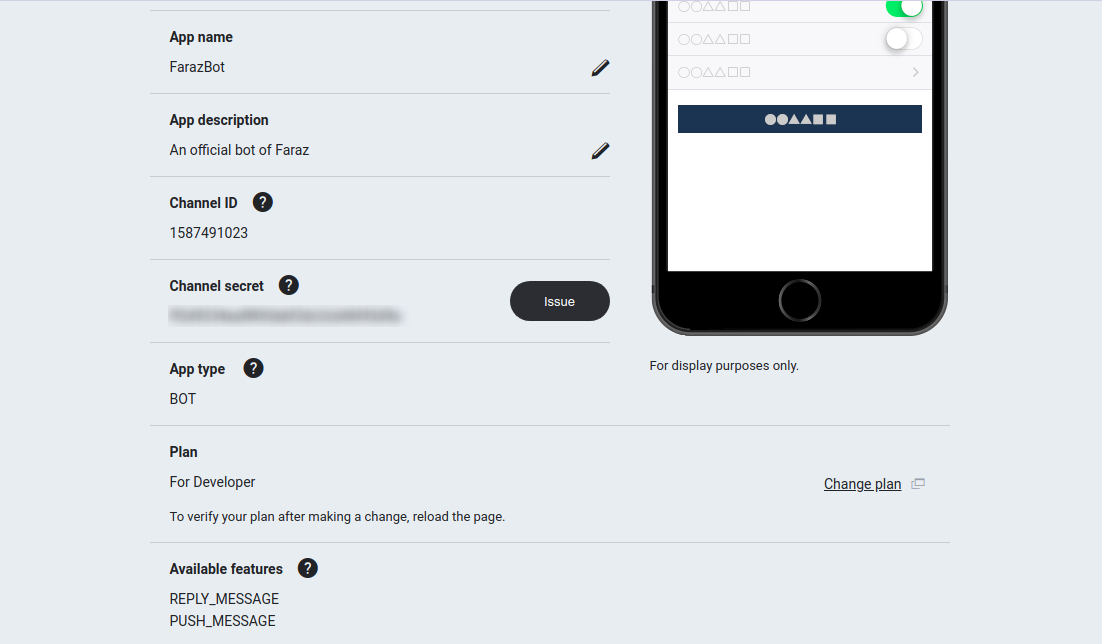 App name
FarazBot
App description
An official bot of Faraz
Channel ID ?
1587491023
Channel secret ?
Issue
App type ?
BOT
For display purposes only.
Plan
For Developer
Change plan
To verify your plan after making a change, reload the page.
Available features ?
REPLY_MESSAGE
PUSH_MESSAGE